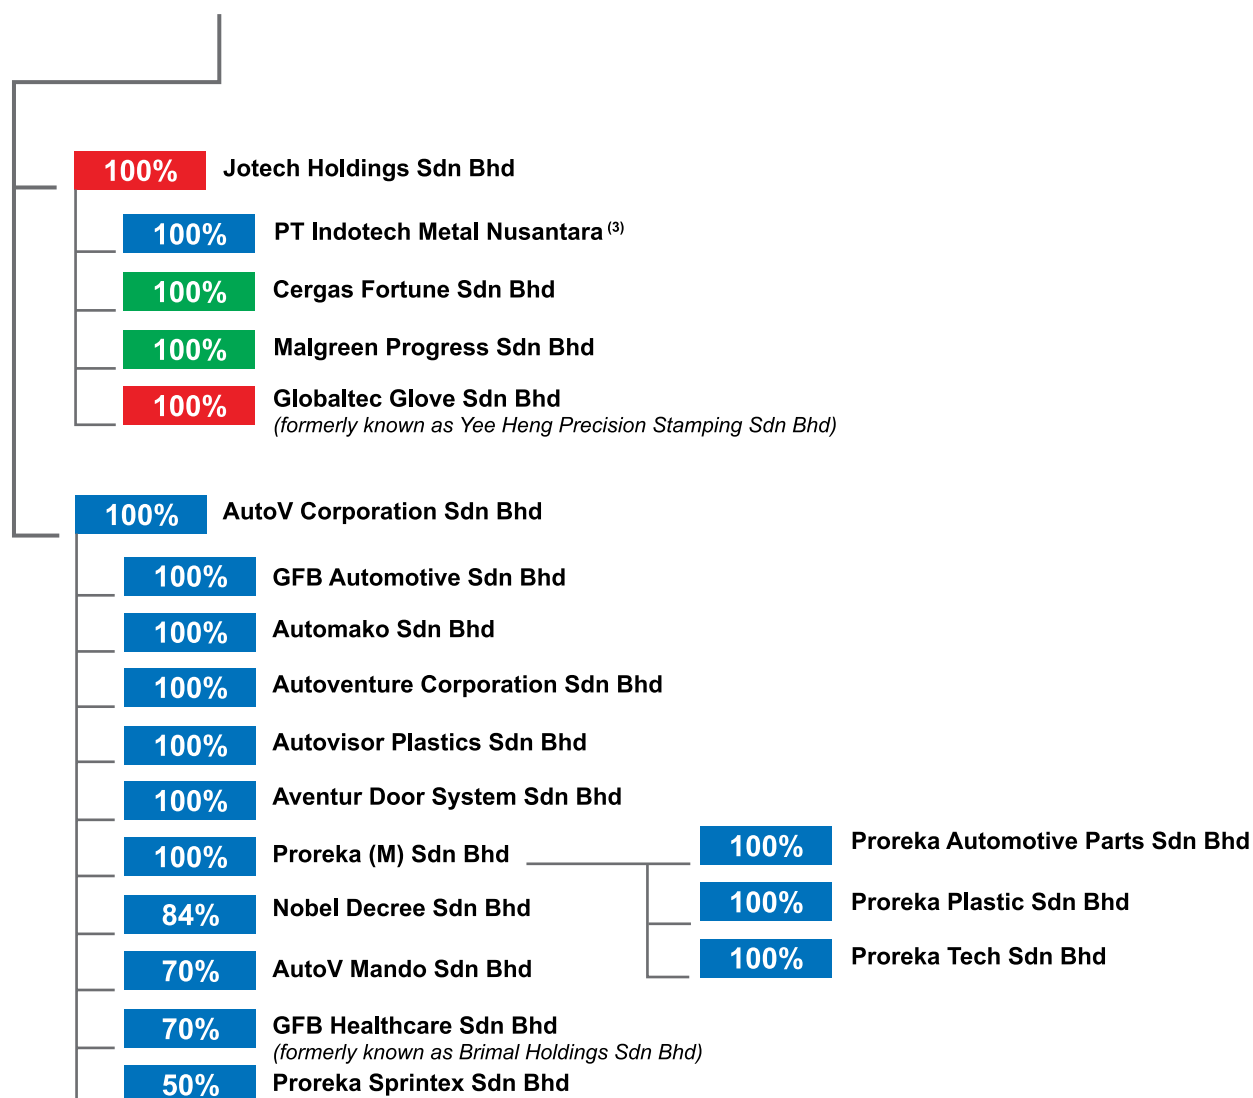 100% Jotech Holdings Sdn Bhd
100% PT Indotech Metal Nusantara (3)
100% Cergas Fortune Sdn Bhd
100% Malgreen Progress Sdn Bhd
100% Globaltec Glove Sdn Bhd
(formerly known as Yee Heng Precision Stamping Sdn Bhd)
100% AutoV Corporation Sdn Bhd
100% GFB Automotive Sdn Bhd
100% Automako Sdn Bhd
100% Autoventure Corporation Sdn Bhd
100% Autovisor Plastics Sdn Bhd
100% Aventur Door System Sdn Bhd
100% Proreka (M) Sdn Bhd
100% Proreka Automotive Parts Sdn Bhd
100% Proreka Plastic Sdn Bhd
100% Proreka Tech Sdn Bhd
84% Nobel Decree Sdn Bhd
70% AutoV Mando Sdn Bhd
70% GFB Healthcare Sdn Bhd
(formerly known as Brimal Holdings Sdn Bhd)
50% Proreka Sprintex Sdn Bhd